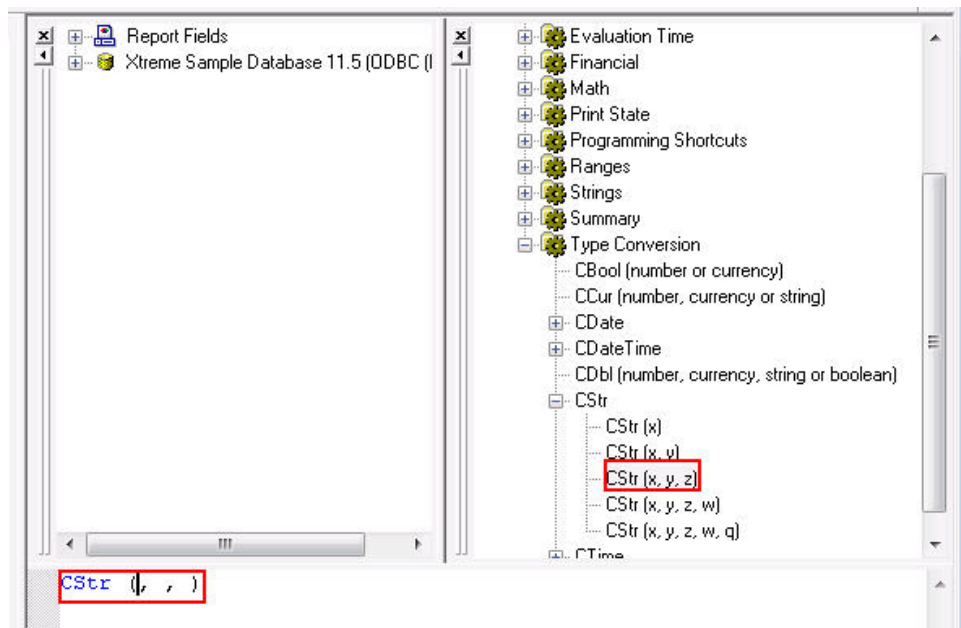 Report Fields
Xtreme Sample Database 11.5 (ODBC (I
Evaluation Time
Financial
Math
Print State
Programming Shortcuts
Ranges
Strings
Summary
Type Conversion
CBool (number or currency)
CCur (number, currency or string)
CDate
CDateTime
CDbl (number, currency, string or boolean)
CStr
CStr (x)
CStr (x, y)
CStr (x, y, z)
CStr (x, y, z, w)
CStr (x, y, z, w, q)
CTime
CStr (, , )